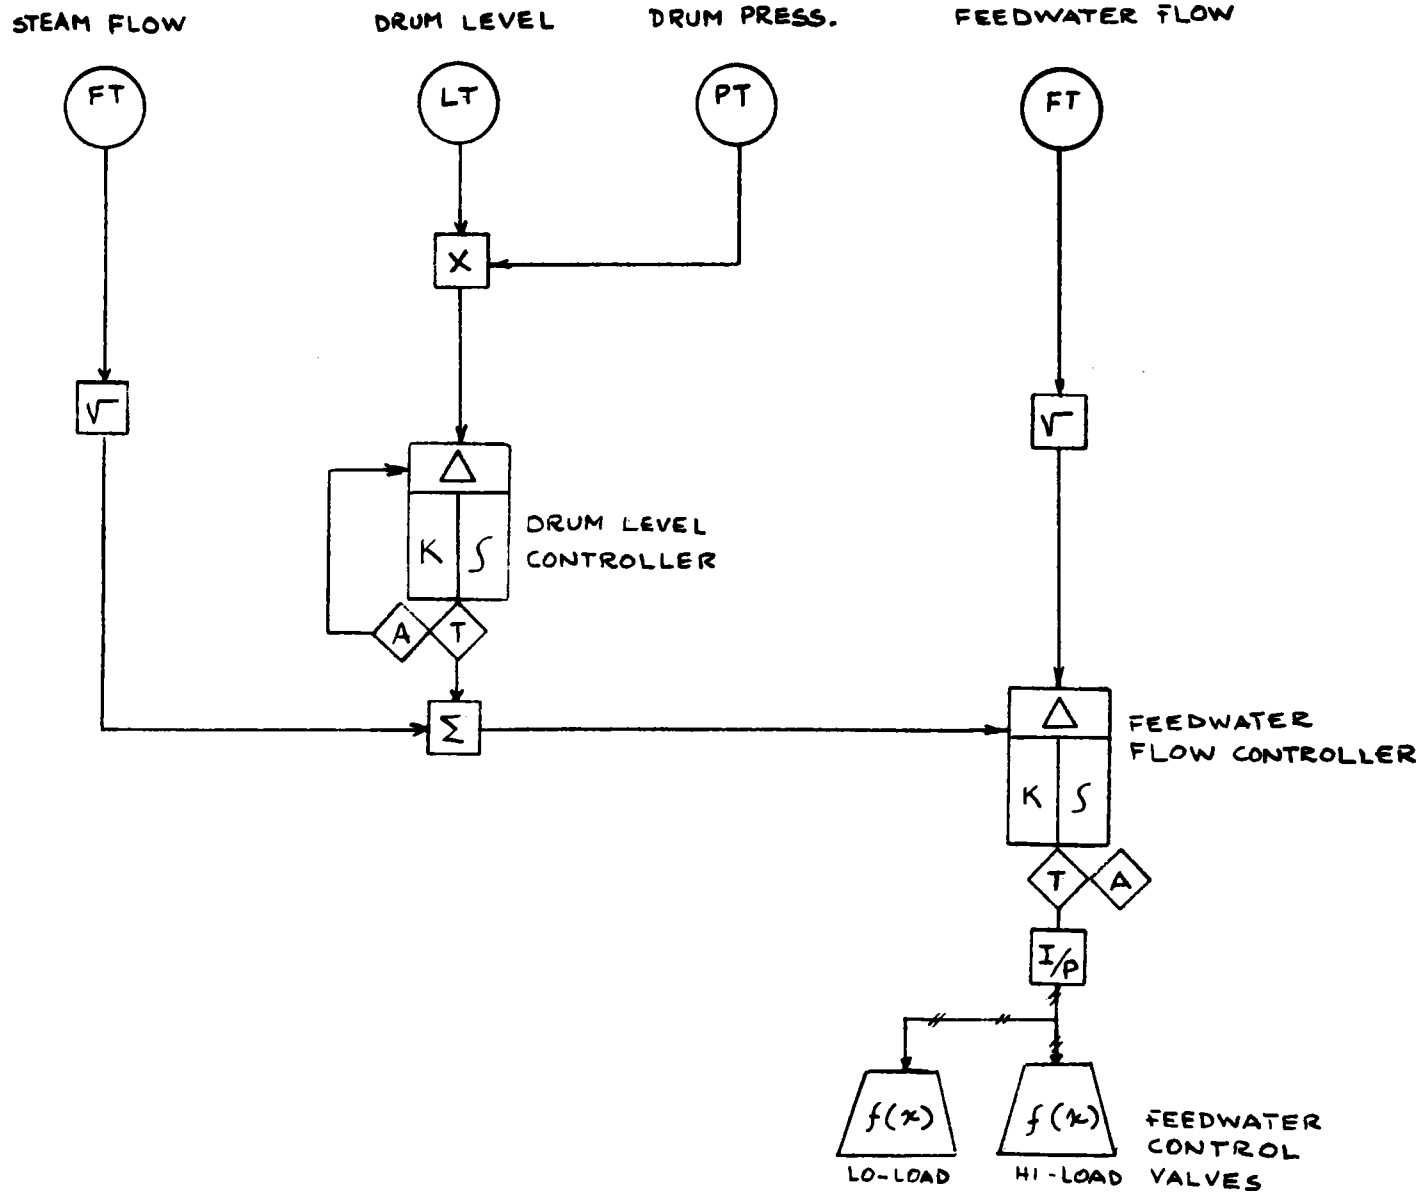 STEAM FLOW
DRUM LEVEL
DRUM PRESS.
FEEDWATER FLOW
FT
LT
PT
FT
X
√
√
△
K ∫
DRUM LEVEL
CONTROLLER
A T
Σ
△
K ∫
FEEDWATER
FLOW CONTROLLER
T A
I/P
f(x)
f(x)
LO-LOAD
HI-LOAD
FEEDWATER
CONTROL
VALVES